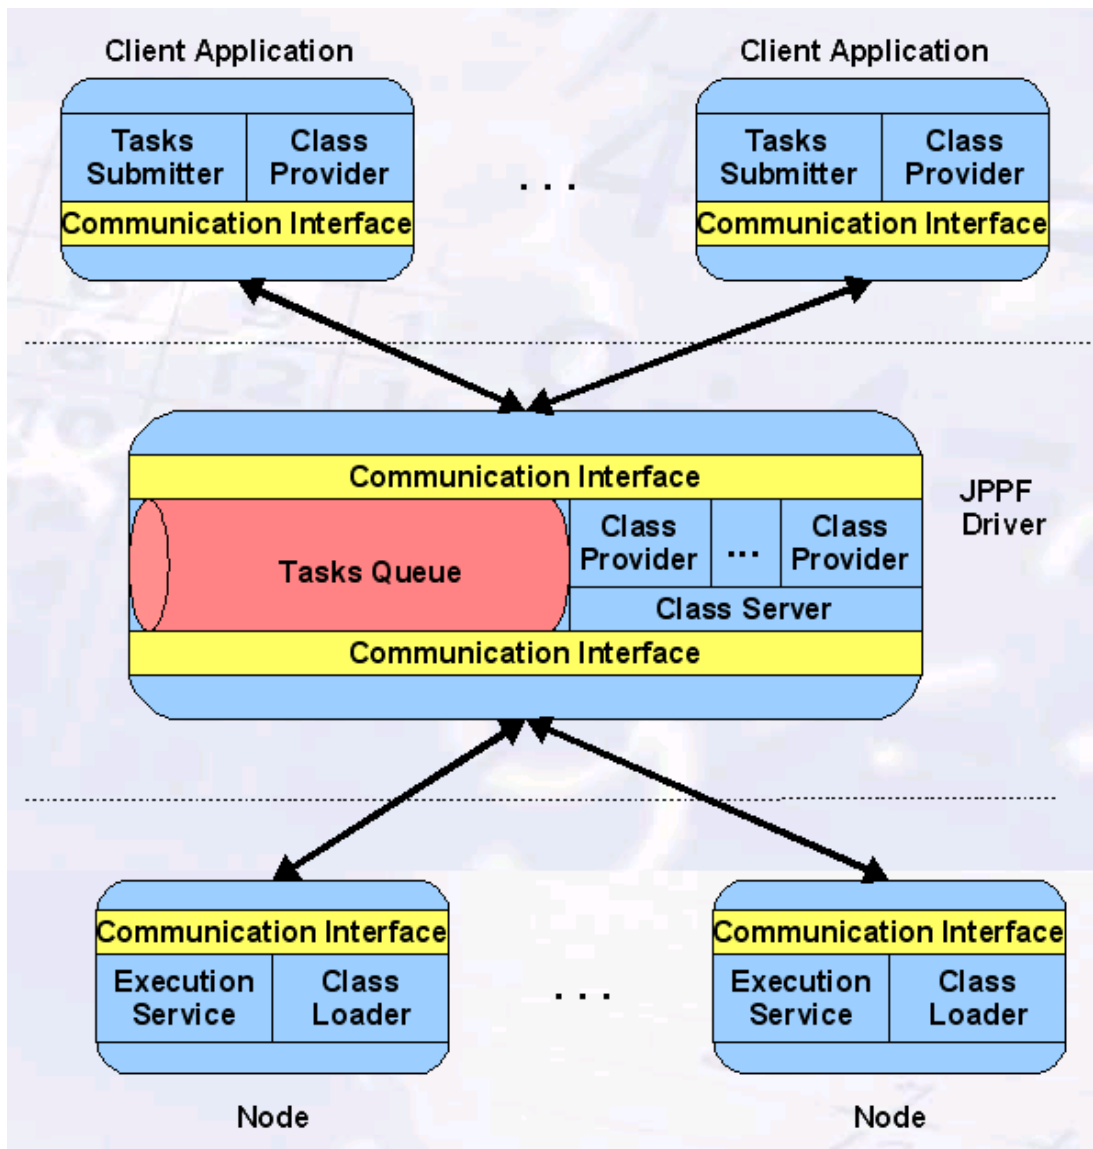 Client Application
Client Application
Tasks
Submitter
Class
Provider
Communication Interface
. . .
Tasks
Submitter
Class
Provider
Communication Interface
Communication Interface
Tasks Queue
Class
Provider
...
Class
Provider
Class Server
Communication Interface
JPPF
Driver
Communication Interface
Execution
Service
Class
Loader
. . .
Communication Interface
Execution
Service
Class
Loader
Node
Node